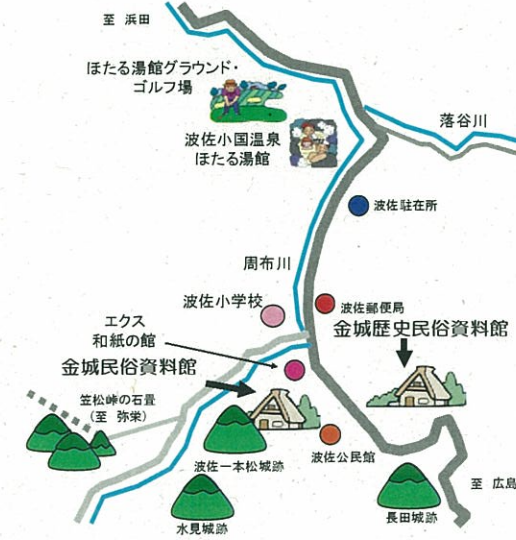 至 浜田
ほたる湯館グラウンド・
ゴルフ場
波佐小国温泉
ほたる湯館
落谷川
波佐駐在所
周布川
波佐小学校
波佐郵便局
エクス
和紙の館
金城歴史民俗資料館
金城民俗資料館
笠松峠の石畳
(至 弥栄)
波佐一本松城跡
波佐公民館
水見城跡
長田城跡
至 広島